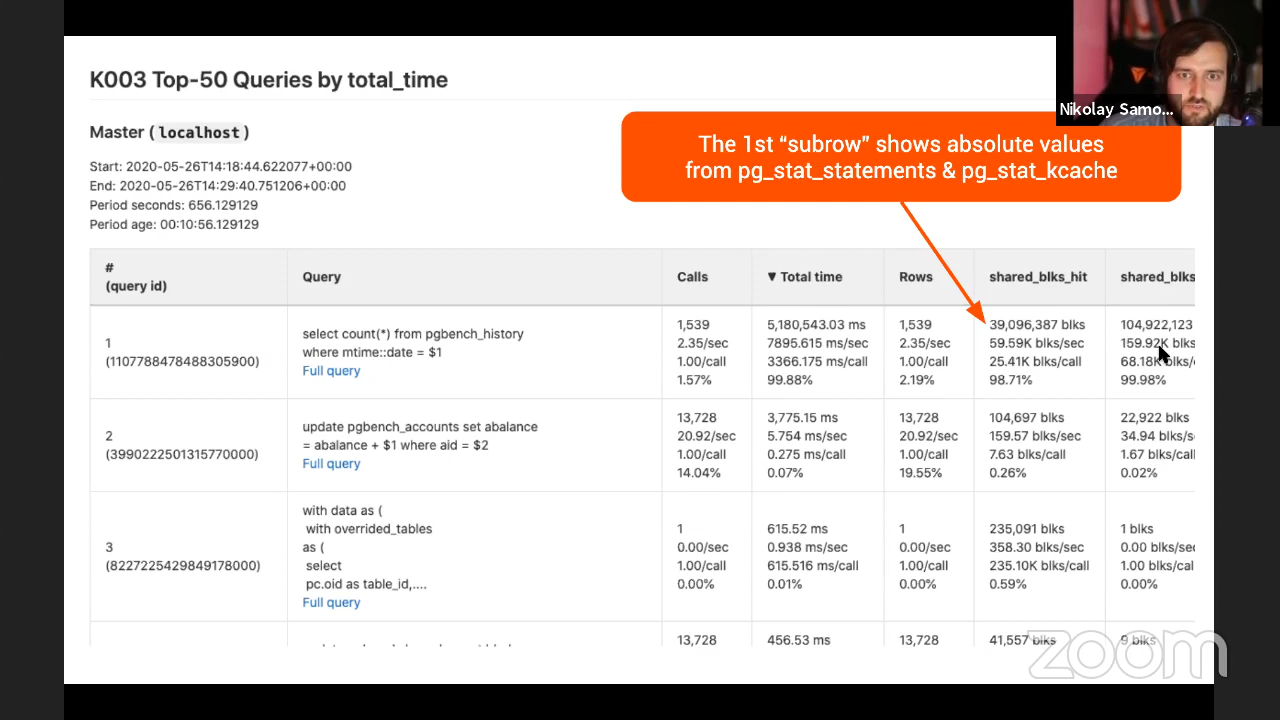 K003 Top-50 Queries by total_time
Nikolay Samo...
Master ( localhost )
The 1st “subrow” shows absolute values
from pg_stat_statements & pg_stat_kcache
Start: 2020-05-26T14:18:44.622077+00:00
End: 2020-05-26T14:29:40.751206+00:00
Period seconds: 656.129129
Period age: 00:10:56.129129
#
(query id)
Query
Calls
▼ Total time
Rows
shared_blks_hit
shared_blks
1
(1107788478488305900)
select count(*) from pgbench_history
where mtime::date = $1
Full query
1,539
2.35/sec
1.00/call
1.57%
5,180,543.03 ms
7895.615 ms/sec
3366.175 ms/call
99.88%
1,539
2.35/sec
1.00/call
2.19%
39,096,387 blks
59.59K blks/sec
25.41K blks/call
98.71%
104,922,123
159.92K blks
68.18K blks/
99.98%
2
(3990222501315770000)
update pgbench_accounts set abalance
= abalance + $1 where aid = $2
Full query
13,728
20.92/sec
1.00/call
14.04%
3,775.15 ms
5.754 ms/sec
0.275 ms/call
0.07%
13,728
20.92/sec
1.00/call
19.55%
104,697 blks
159.57 blks/sec
7.63 blks/call
0.26%
22,922 blks
34.94 blks/s
1.67 blks/call
0.02%
3
(8227225429849178000)
with data as (
with overrided_tables
as (
select
pc.oid as table_id,....
Full query
1
0.00/sec
1.00/call
0.00%
615.52 ms
0.938 ms/sec
615.516 ms/call
0.01%
1
0.00/sec
1.00/call
0.00%
235,091 blks
358.30 blks/sec
235.10K blks/call
0.59%
1 blks
0.00 blks/sec
1.00 blks/cal
0.00%
13,728
456.53 ms
13,728
41,557 blks
9 blks
zoom